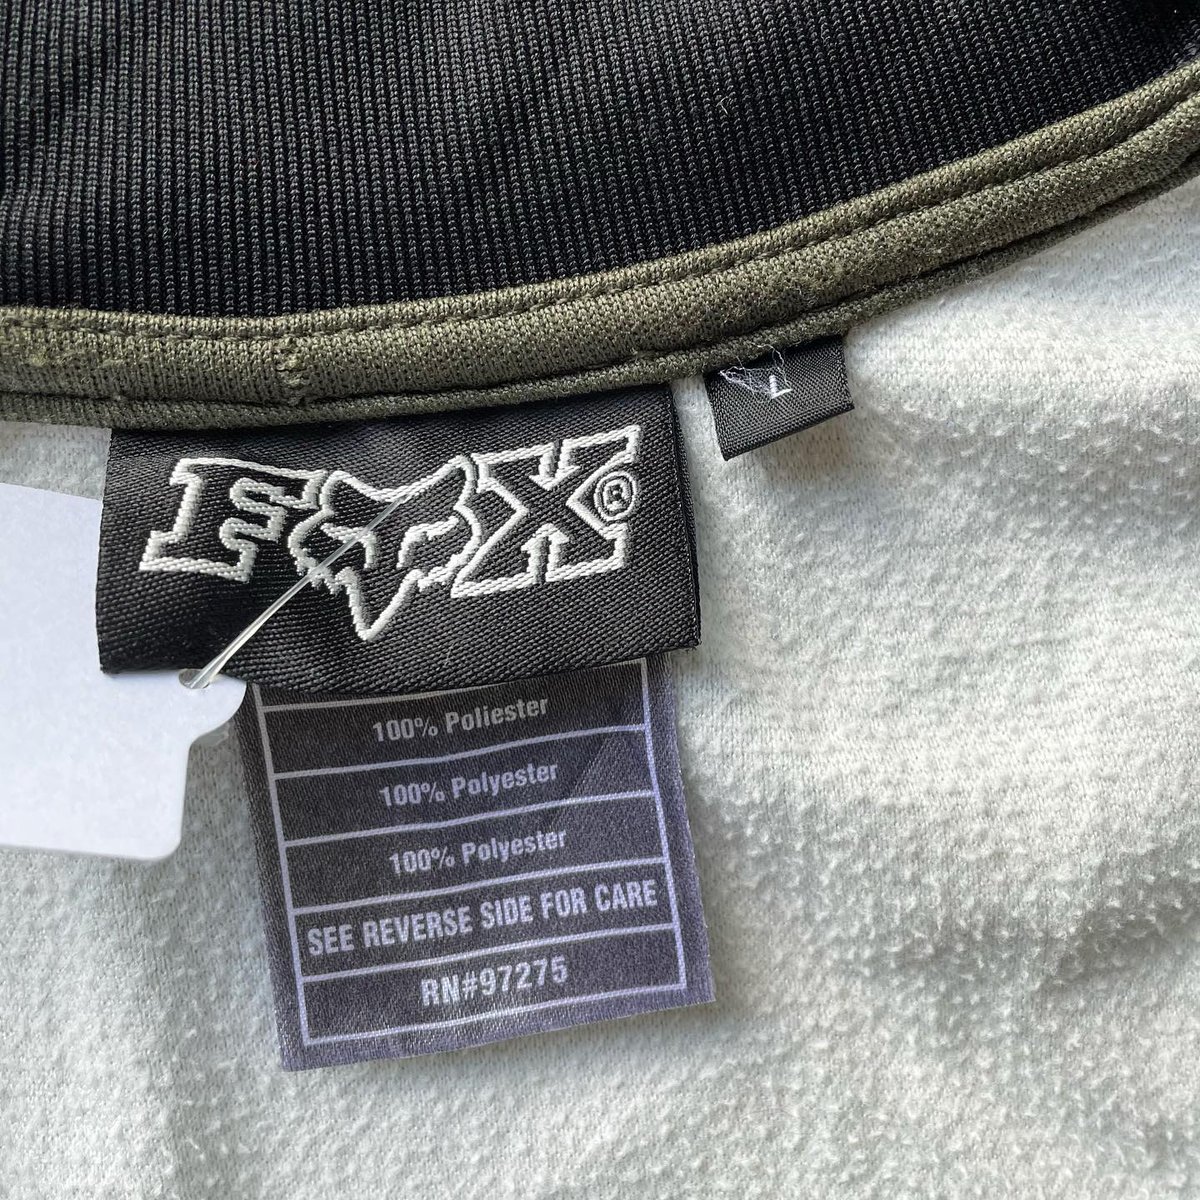 FOX®
L
100% Poliester
100% Polyester
100% Polyester
SEE REVERSE SIDE FOR CARE
RN#97275